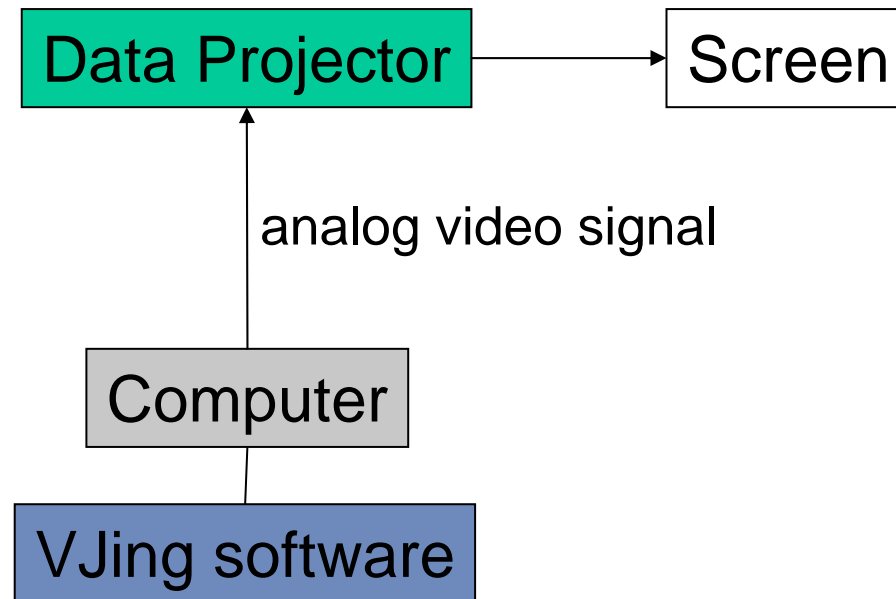 Data Projector
Screen
analog video signal
Computer
VJing software